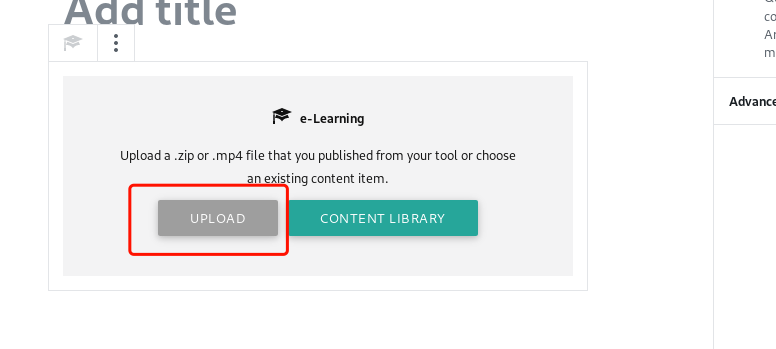 Add title
co
Ar
m
Advance
e-Learning
Upload a .zip or .mp4 file that you published from your tool or choose
an existing content item.
UPLOAD
CONTENT LIBRARY